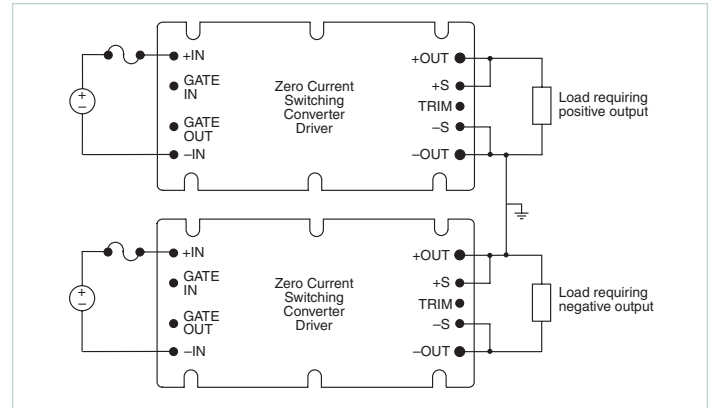 +IN
GATE
IN
GATE
OUT
–IN
Zero Current
Switching
Converter
Driver
+OUT
+S
TRIM
–S
–OUT
Load requiring
positive output
+
–
+IN
GATE
IN
GATE
OUT
–IN
Zero Current
Switching
Converter
Driver
+OUT
+S
TRIM
–S
–OUT
Load requiring
negative output
+
–